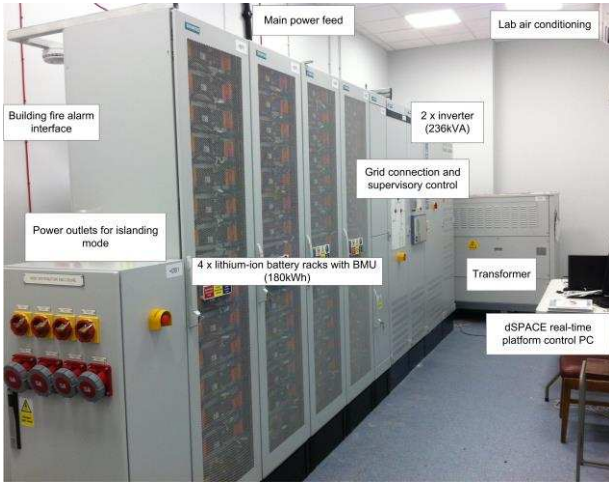 Main power feed
Lab air conditioning
SIEMENS
Building fire alarm
interface
2 x inverter
(236kVA)
Grid connection and
supervisory control
Power outlets for islanding
mode
4 x lithium-ion battery racks with BMU
(180kWh)
Transformer
dSPACE real-time
platform control PC